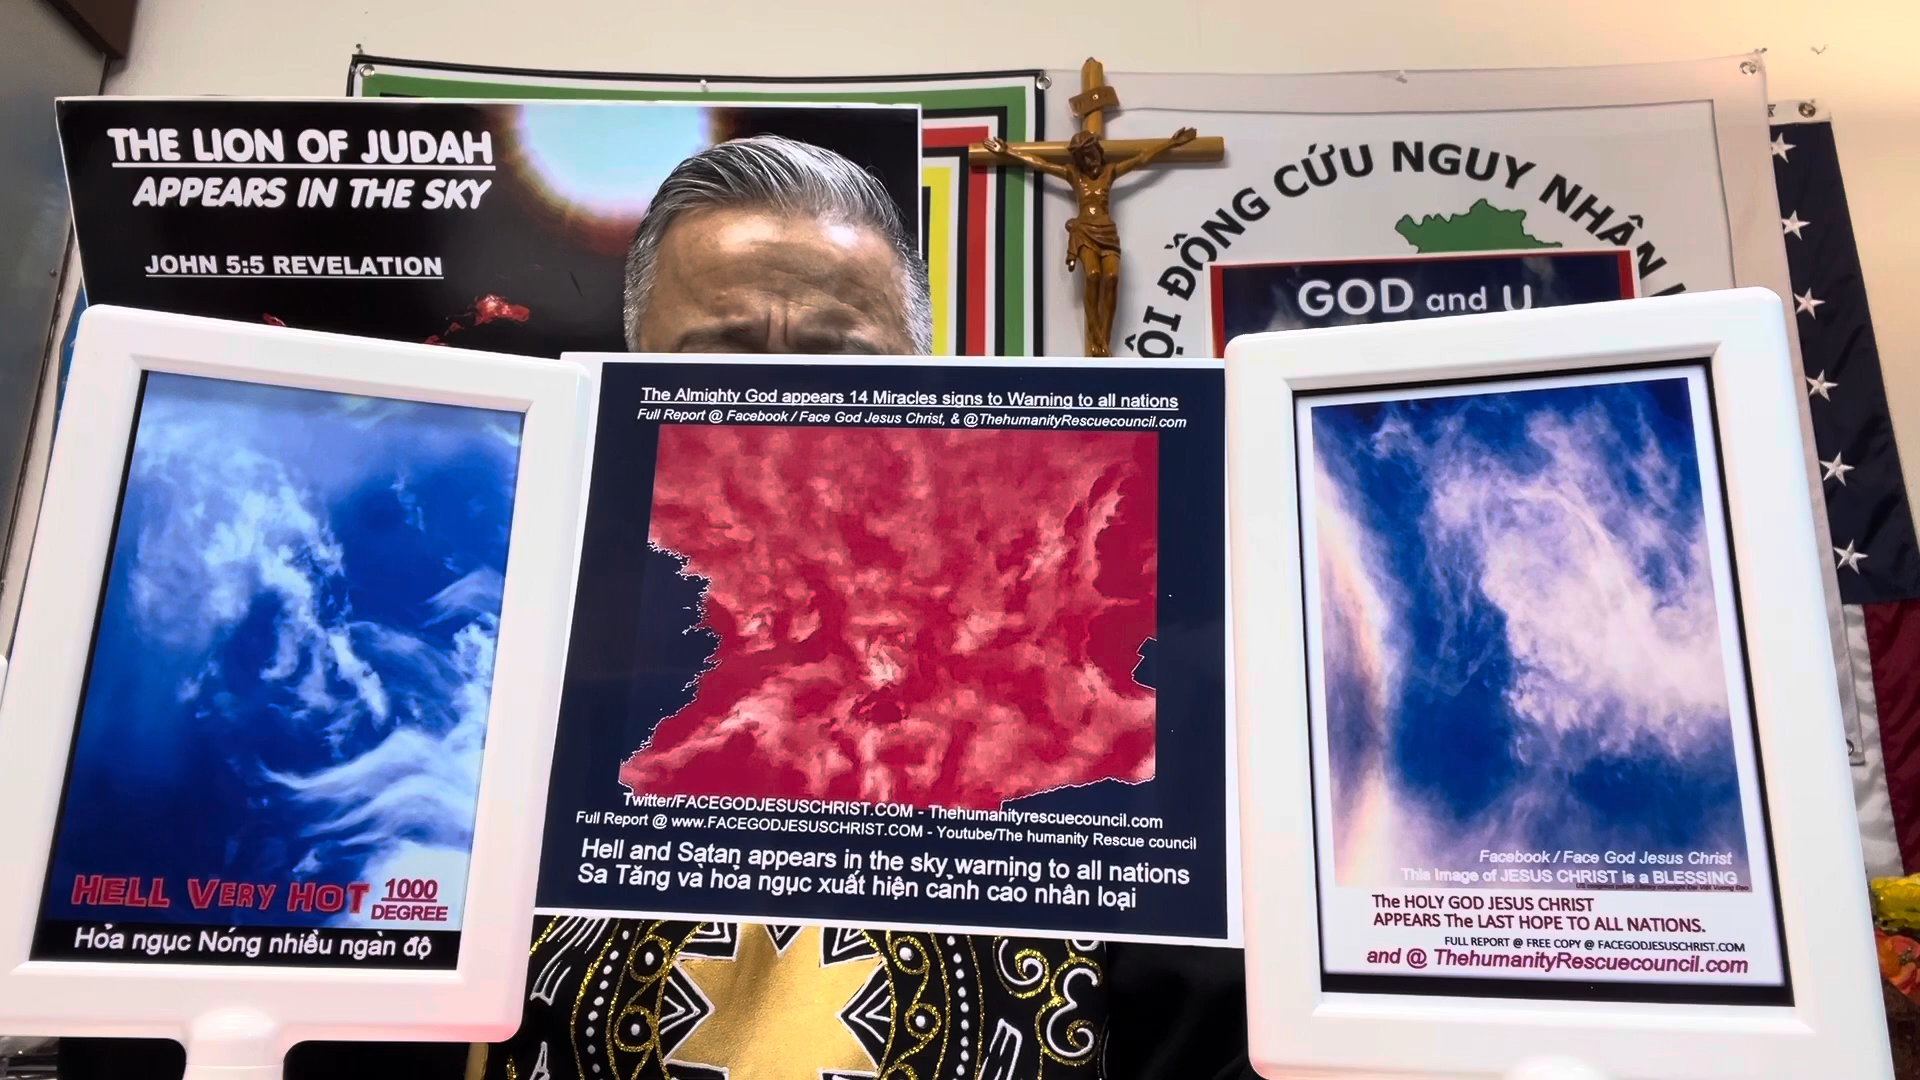 THE LION OF JUDAH
APPEARS IN THE SKY
JOHN 5:5 REVELATION
ỘI ĐỒNG CỨU NGUY NHÂN
GOD and U
HELL VERY HOT 1000
DEGREE
Hỏa ngục Nóng nhiều ngàn độ
The Almighty God appears 14 Miracles signs to Warning to all nations
Full Report @ Facebook / Face God Jesus Christ, & @ThehumanityRescuecouncil.com
Twitter/FACEGODJESUSCHRIST.COM - Thehumanityrescuecouncil.com
Full Report @ www.FACEGODJESUSCHRIST.COM - Youtube/The humanity Rescue council
Hell and Satan appears in the sky warning to all nations
Sa Tăng và hỏa ngục xuất hiện cảnh cáo nhân loại
Facebook / Face God Jesus Christ
This Image of JESUS CHRIST Is a BLESSING
The HOLY GOD JESUS CHRIST
APPEARS The LAST HOPE TO ALL NATIONS.
FULL REPORT @ FREE COPY @ FACEGODJESUSCHRIST.COM
and @ ThehumanityRescuecouncil.com